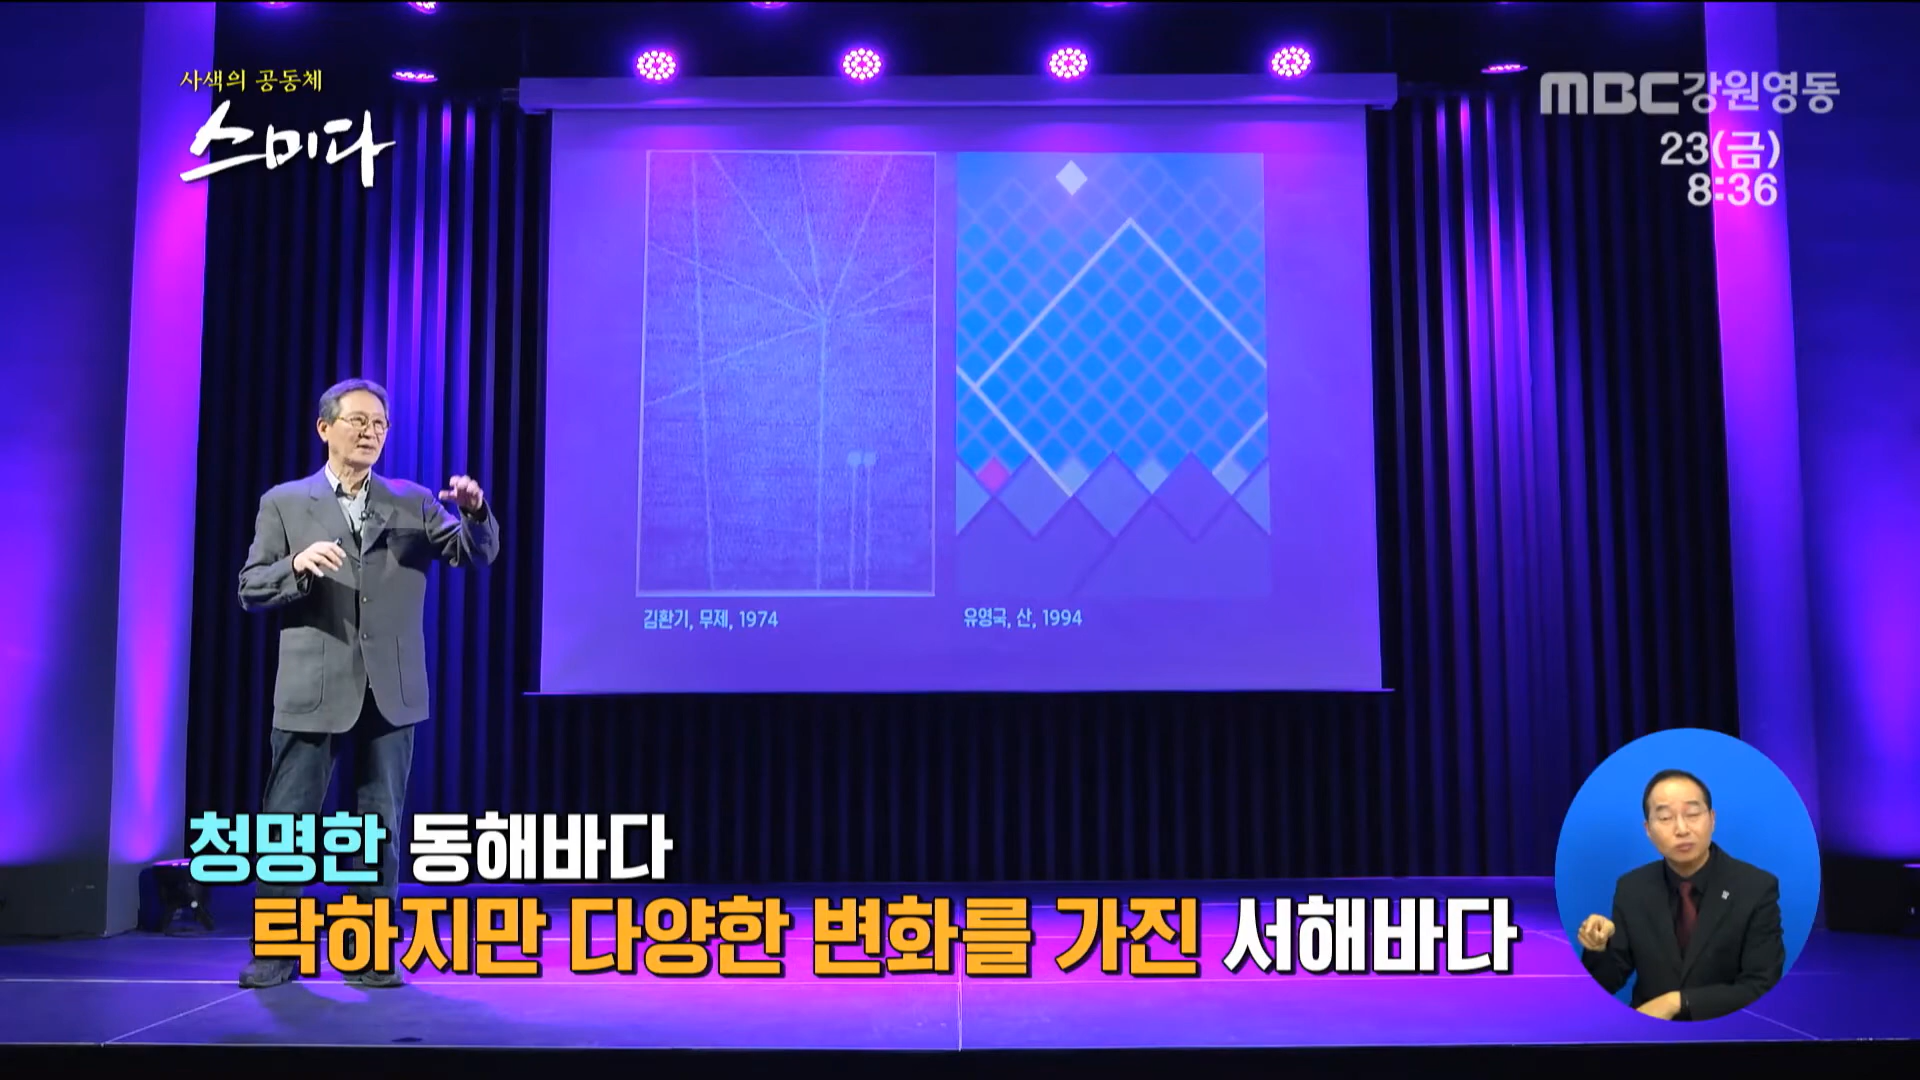 사색의 공동체
스미다
MBC강원영동
23(금)
8:36
김환기, 무제, 1974
유영국, 산, 1994
청명한 동해바다
탁하지만 다양한 변화를 가진 서해바다